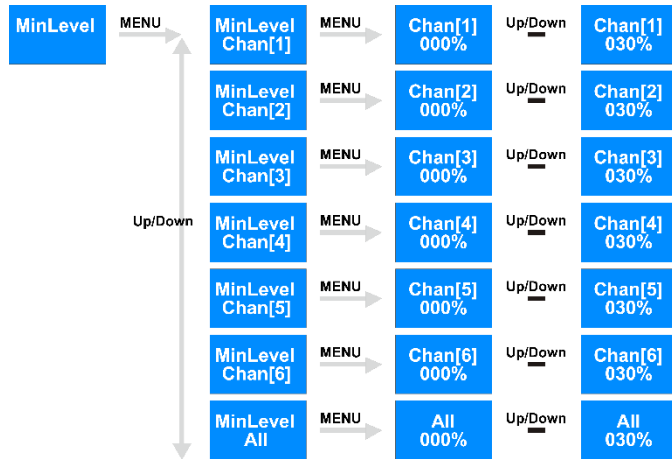 MinLevel
MENU
MinLevel
Chan[1]
MENU
Chan[1]
000%
Up/Down
Chan[1]
030%
MinLevel
Chan[2]
MENU
Chan[2]
000%
Up/Down
Chan[2]
030%
MinLevel
Chan[3]
MENU
Chan[3]
000%
Up/Down
Chan[3]
030%
Up/Down
MinLevel
Chan[4]
MENU
Chan[4]
000%
Up/Down
Chan[4]
030%
MinLevel
Chan[5]
MENU
Chan[5]
000%
Up/Down
Chan[5]
030%
MinLevel
Chan[6]
MENU
Chan[6]
000%
Up/Down
Chan[6]
030%
MinLevel
All
MENU
All
000%
Up/Down
All
030%